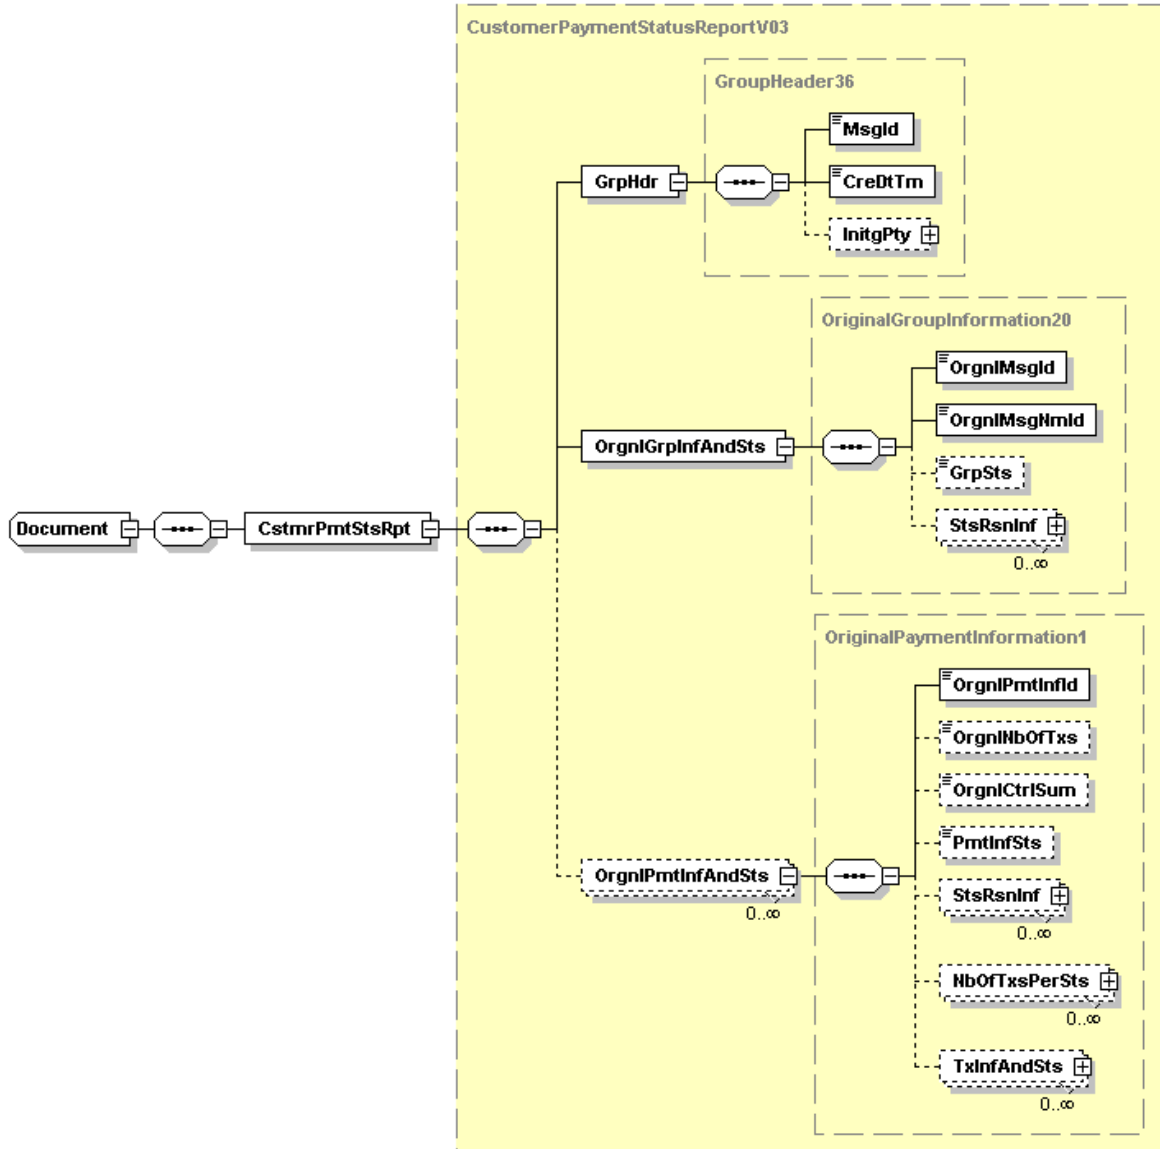 CustomerPaymentStatusReportV03
GroupHeader36
MsgId
CreDtTm
InitgPty
GrpHdr
OriginalGroupInformation20
OrgnlMsgId
OrgnlMsgNmId
GrpSts
StsRsnInf
0..∞
OrgnlGrpInfAndSts
Document
CstmrPmtStsRpt
OriginalPaymentInformation1
OrgnlPmtInfId
OrgnlNbOfTxs
OrgnlCtrlSum
PmtInfSts
StsRsnInf
0..∞
NbOfTxsPerSts
0..∞
TxInfAndSts
0..∞
OrgnlPmtInfAndSts
0..∞